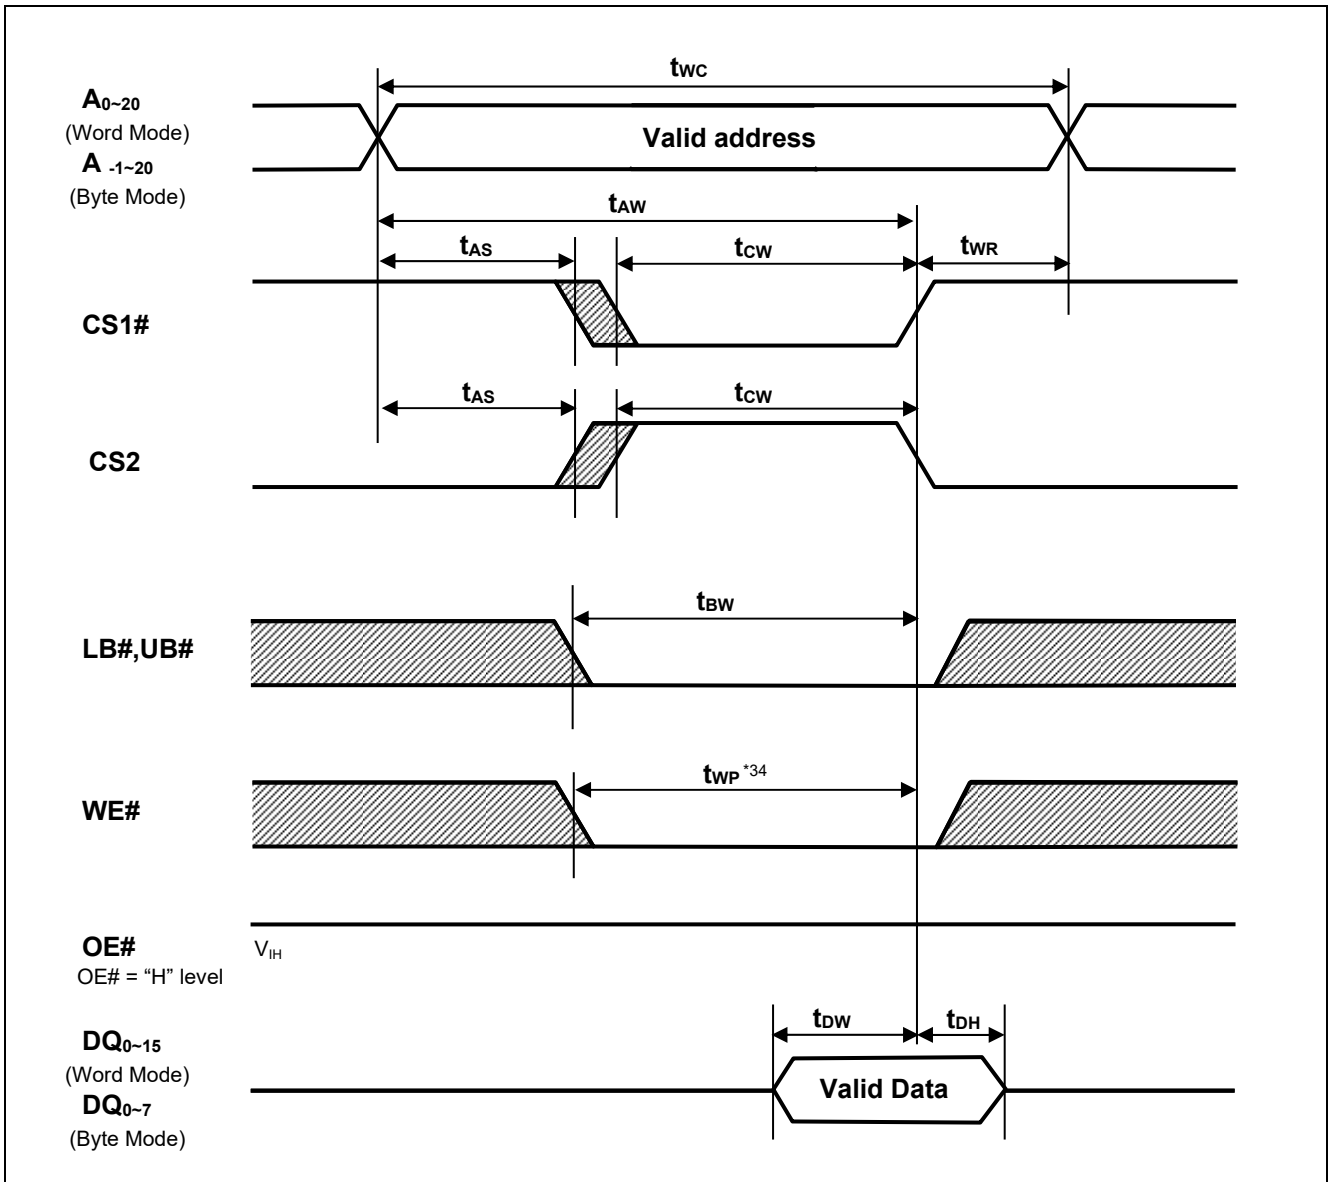 tWC
A0~20
(Word Mode)
Valid address
A -1~20
(Byte Mode)
tAW
tAS
tCW
tWR
CS1#
tAS
tCW
CS2
tBW
LB#,UB#
tWP *34
WE#
OE#
VIH
OE# = “H” level
tDW
tDH
DQ0~15
(Word Mode)
Valid Data
DQ0~7
(Byte Mode)